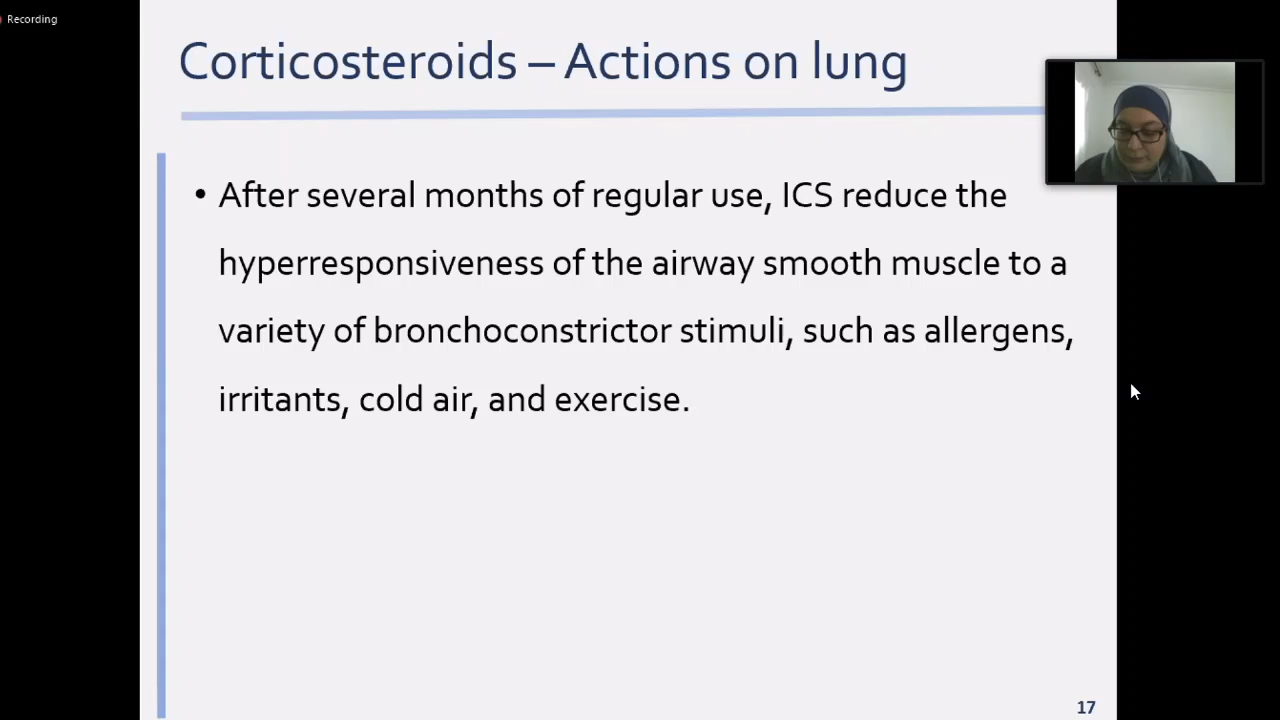 Recording
Corticosteroids – Actions on lung
• After several months of regular use, ICS reduce the
hyperresponsiveness of the airway smooth muscle to a
variety of bronchoconstrictor stimuli, such as allergens,
irritants, cold air, and exercise.
17